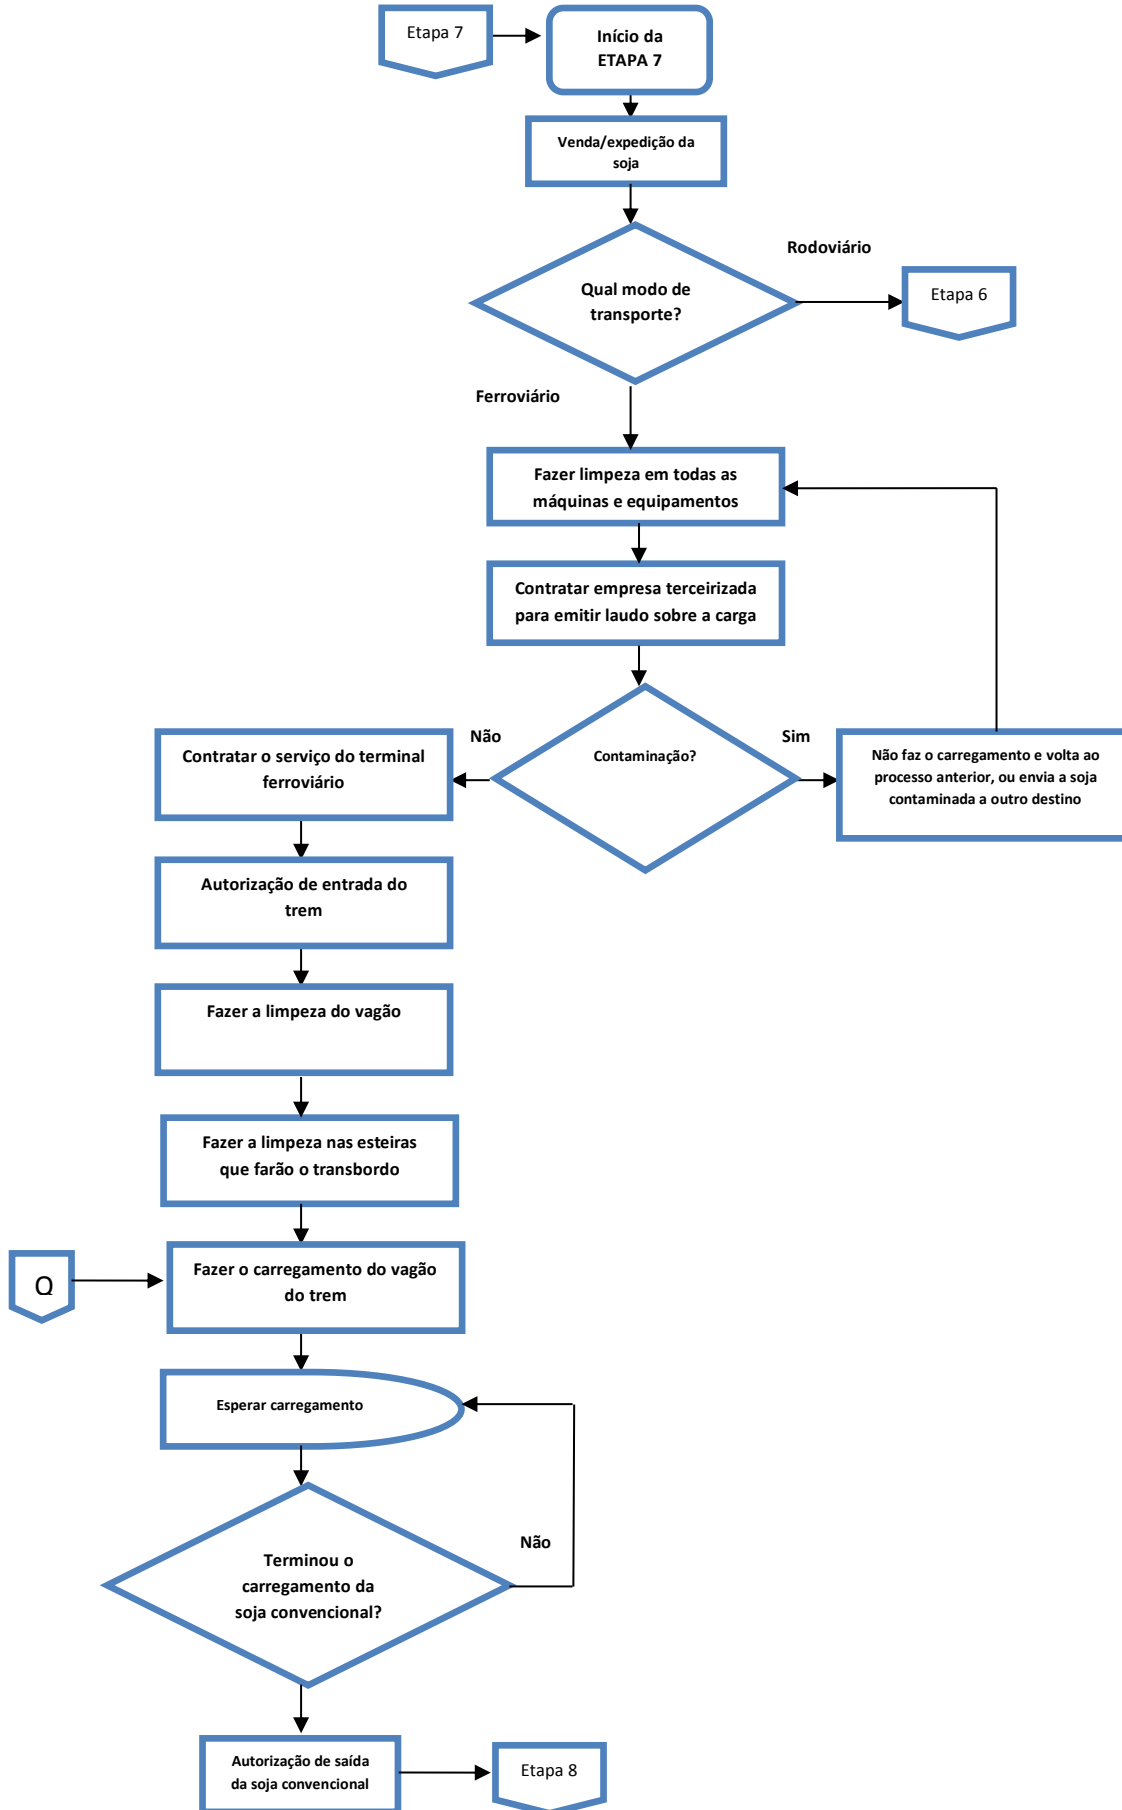 Etapa 7
Início da
ETAPA 7
Venda/expedição da
soja
Rodoviário
Qual modo de
transporte?
Etapa 6
Ferroviário
Fazer limpeza em todas as
máquinas e equipamentos
Contratar empresa terceirizada
para emitir laudo sobre a carga
Não
Contaminação?
Sim
Contratar o serviço do terminal
ferroviário
Não faz o carregamento e volta ao
processo anterior, ou envia a soja
contaminada a outro destino
Autorização de entrada do
trem
Fazer a limpeza do vagão
Fazer a limpeza nas esteiras
que farão o transbordo
Q
Fazer o carregamento do vagão
do trem
Esperar carregamento
Não
Terminou o
carregamento da
soja convencional?
Autorização de saída
da soja convencional
Etapa 8